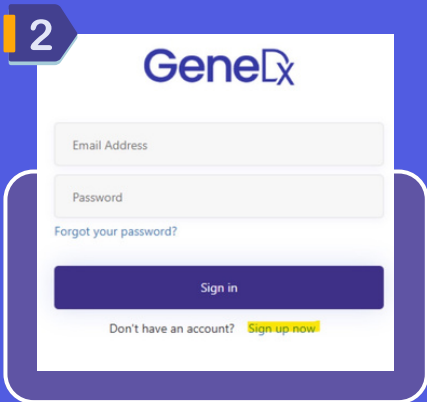 2
GeneDx
Email Address
Password
Forgot your password?
Sign in
Don't have an account? Sign up now